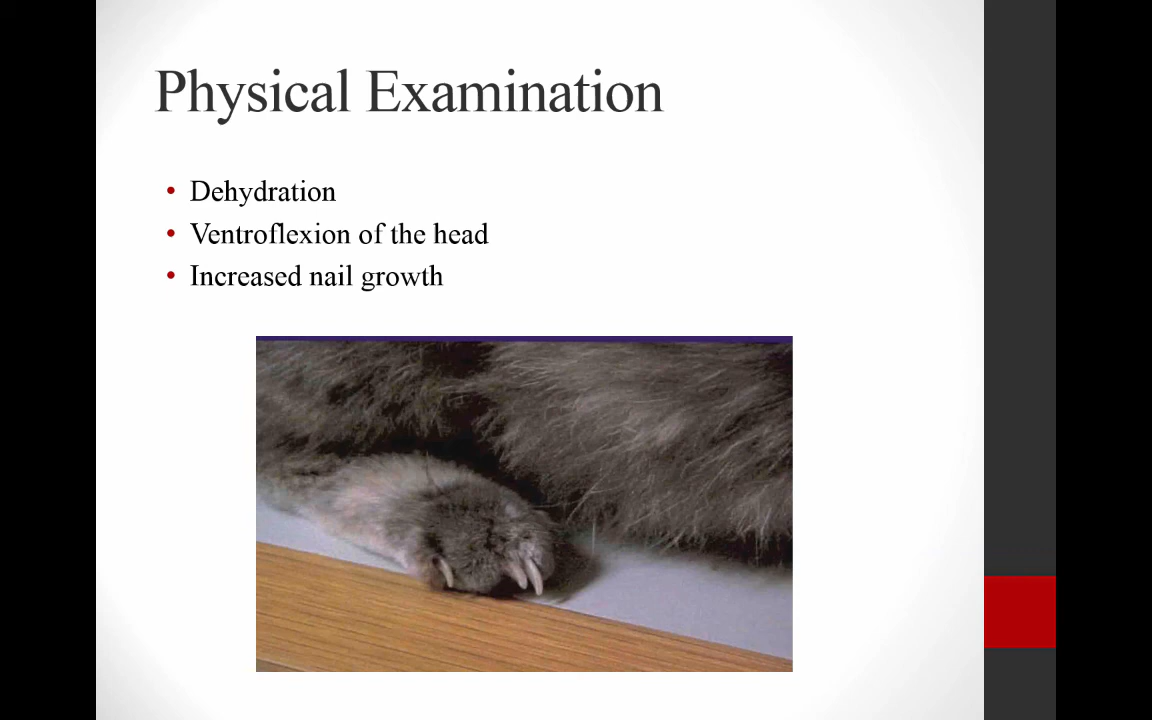 Physical Examination
• Dehydration
• Ventroflexion of the head
• Increased nail growth